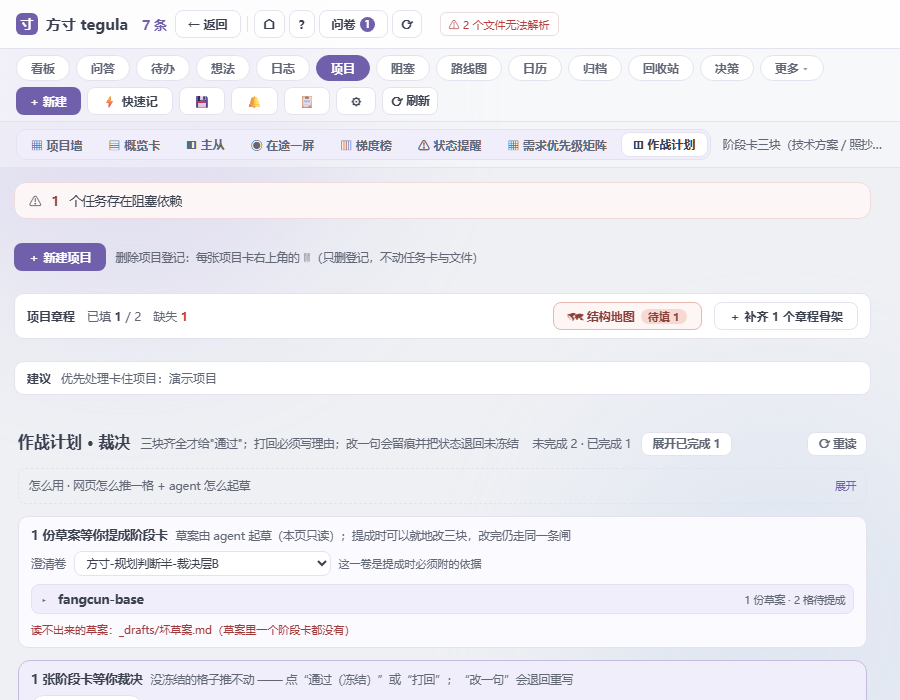 寸 方寸 tegula 7 条 ← 返回 ? 问卷 1 ⟳ ⚠ 2 个文件无法解析
看板 问答 待办 想法 日志 项目 阻塞 路线图 日历 归档 回收站 决策 更多
+ 新建 快速记 ⟳ 刷新
项目墙 概览卡 主从 在途一屏 梯度榜 状态提醒 需求优先级矩阵 作战计划 阶段卡三块（技术方案 / 照抄...
⚠ 1 个任务存在阻塞依赖
+ 新建项目 删除项目登记：每张项目卡右上角的 （只删登记，不动任务卡与文件）
项目章程 已填 1 / 2 缺失 1 结构地图 待填 1 + 补齐 1 个章程骨架
建议 优先处理卡住项目：演示项目
作战计划 • 裁决 三块齐全才给"通过"；打回必须写理由；改一句会留痕并把状态退回未冻结 未完成 2 · 已完成 1 展开已完成 1 ⟳ 重读
怎么用 · 网页怎么推一格 + agent 怎么起草 展开
1 份草案等你提成阶段卡 草案由 agent 起草（本页只读）；提成时可以就地改三块，改完仍走同一条闸
澄清卷 方寸-规划判断半-裁决层B 这一卷是提成时必须附的依据
fangcun-base 1 份草案 · 2 格待提成
读不出来的草案：_drafts/坏草案.md（草案里一个阶段卡都没有）
1 张阶段卡等你裁决 没冻结的格子推不动 —— 点“通过（冻结）”或“打回”；“改一句”会退回重写